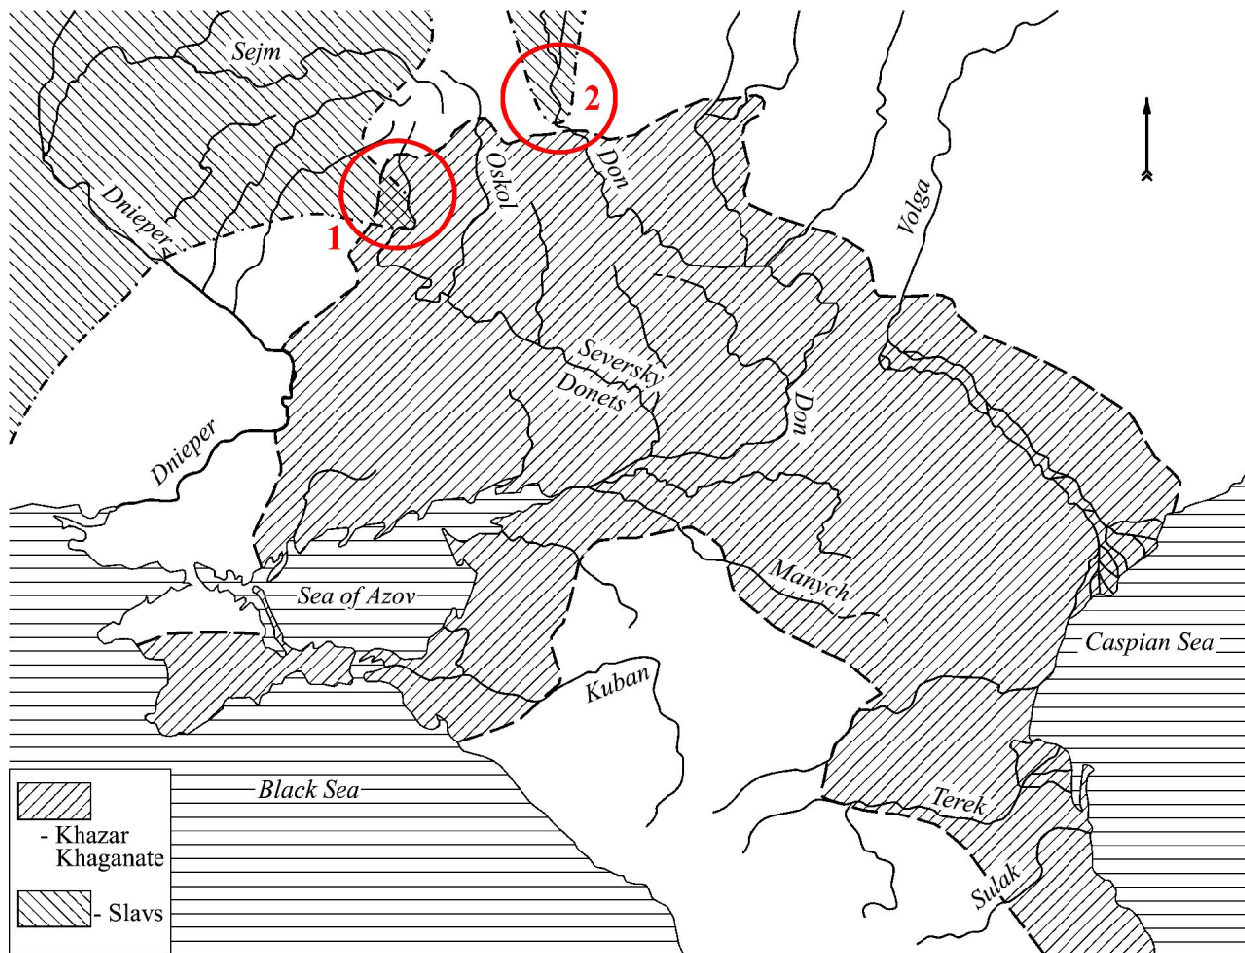 Sejm
2
Oskol
Don
Volga
Dnieper
1
Seversky
Donets
Don
Dnieper
Manych
Sea of Azov
Caspian Sea
Kuban
Black Sea
Terek
- Khazar
Khaganate
Sulak
- Slavs